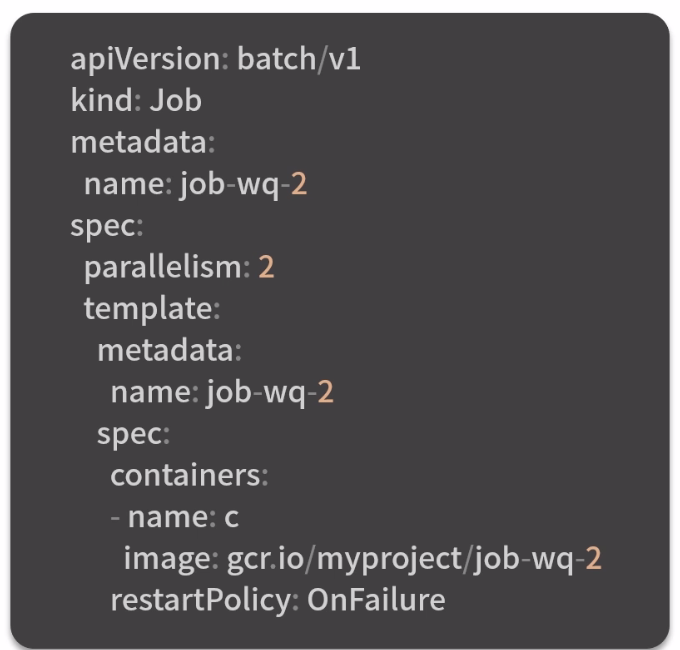 apiVersion: batch/v1
kind: Job
metadata:
  name: job-wq-2
spec:
  parallelism: 2
  template:
    metadata:
      name: job-wq-2
    spec:
      containers:
      - name: c
        image: gcr.io/myproject/job-wq-2
      restartPolicy: OnFailure